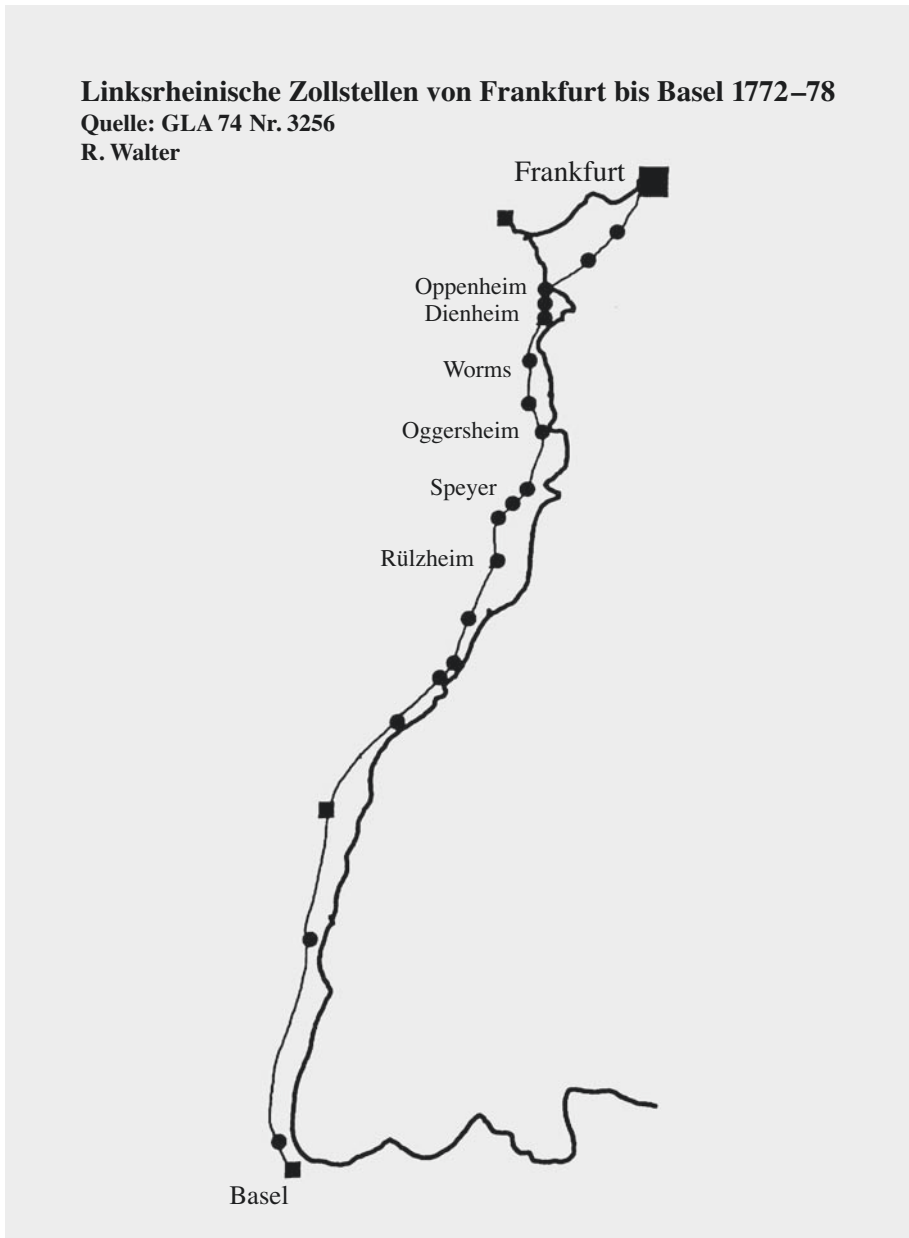 Linksrheinische Zollstellen von Frankfurt bis Basel 1772–78
Quelle: GLA 74 Nr. 3256
R. Walter
Frankfurt
Oppenheim
Dienheim
Worms
Oggersheim
Speyer
Rülzheim
Basel